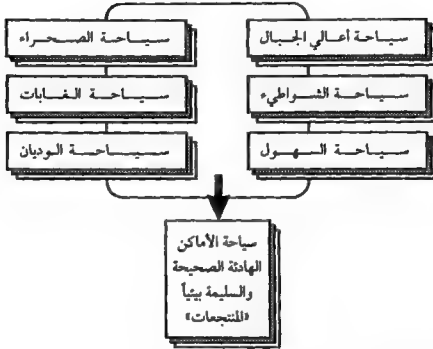 سياحة أعالي الجبال
سياحة الصحراء
سياحة الشواطيء
سياحة الغابات
سياحة السهول
سياحة الوديان
سياحة الأماكن
الهادئة الصحيحة
والسليمة بيئياً
«المنتجعات»